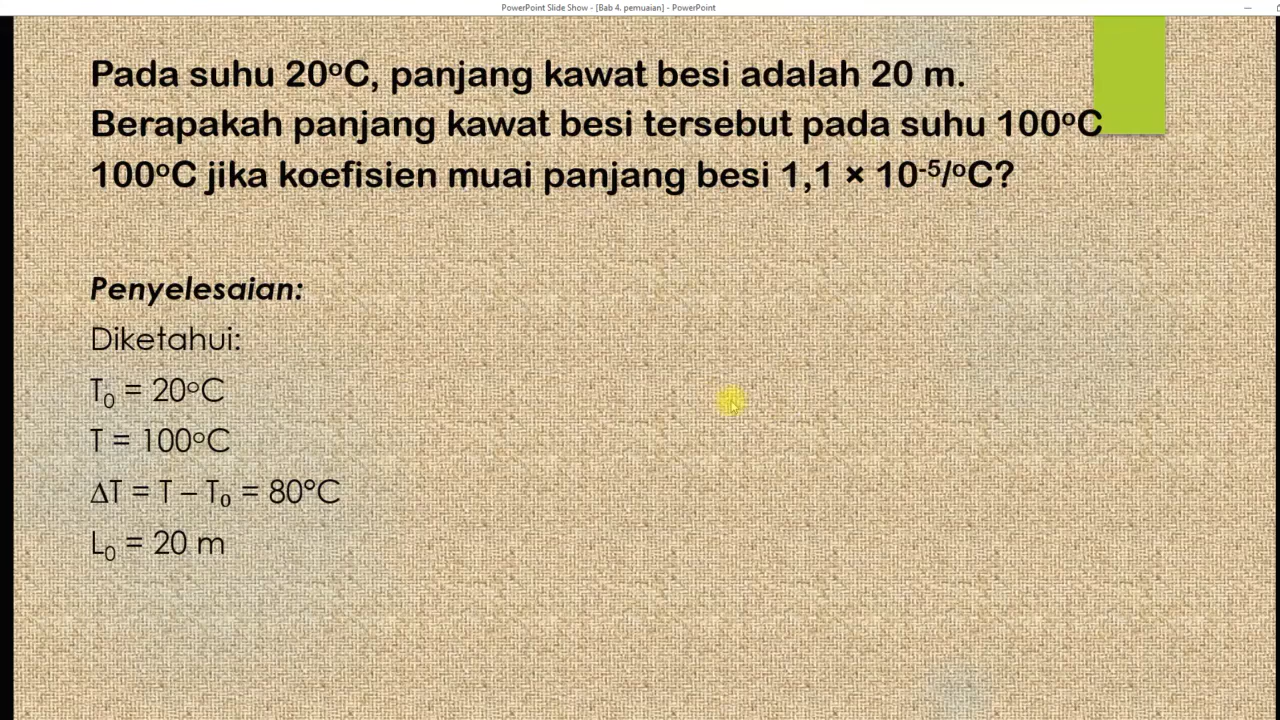 PowerPoint Slide Show - [Bab 4. pemuaian] - PowerPoint
Pada suhu 20°C, panjang kawat besi adalah 20 m.
Berapakah panjang kawat besi tersebut pada suhu 100°C
100°C jika koefisien muai panjang besi 1,1 × 10⁻⁵/°C?
Penyelesaian:
Diketahui:
T₀ = 20°C
T = 100°C
ΔT = T – T₀ = 80°C
L₀ = 20 m